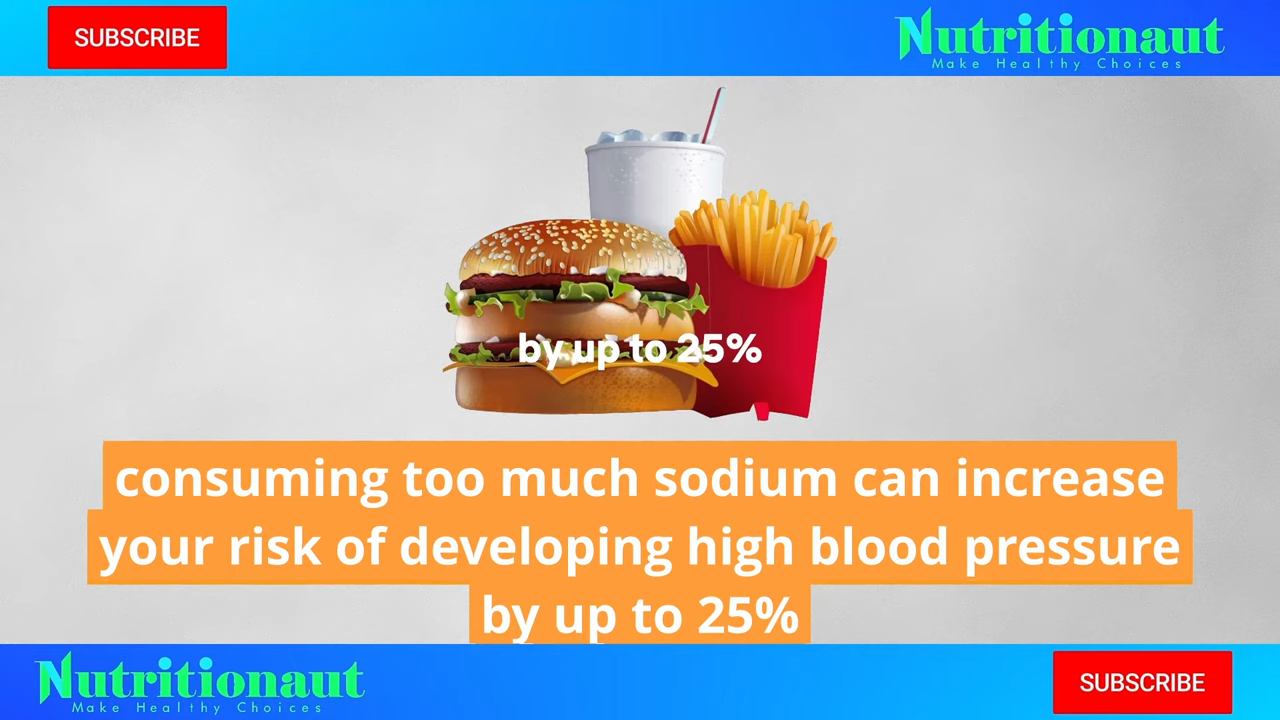 SUBSCRIBE
Nutritionaut
Make Healthy Choices
by up to 25%
consuming too much sodium can increase
your risk of developing high blood pressure
by up to 25%
Nutritionaut
Make Healthy Choices
SUBSCRIBE